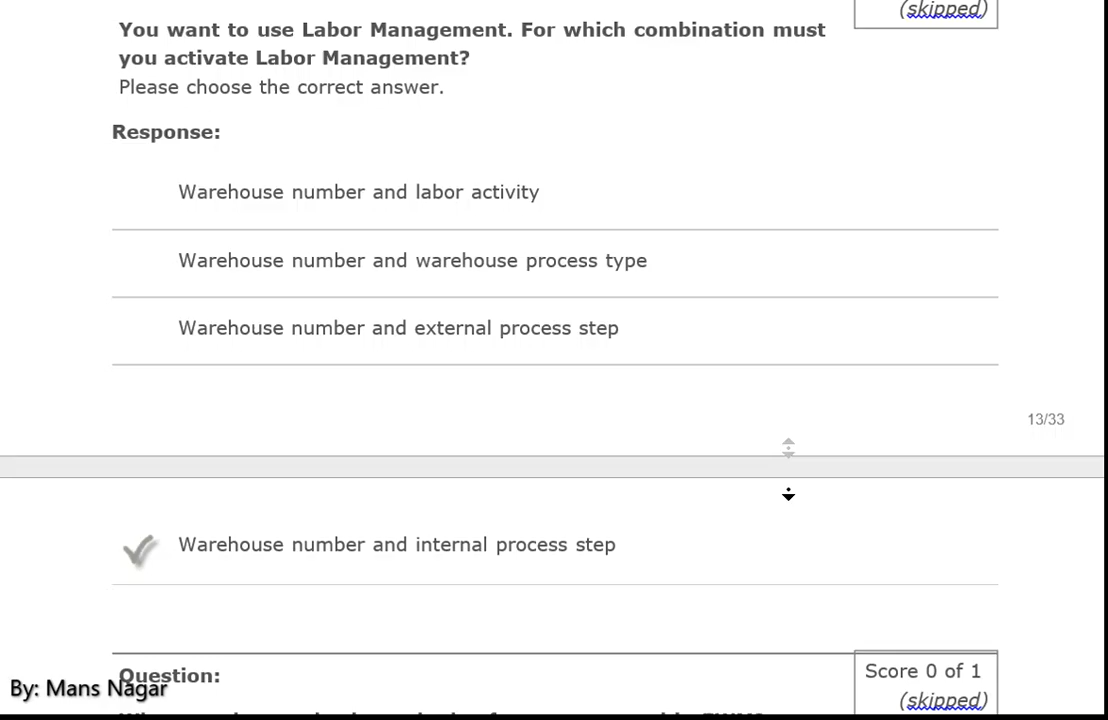 (skipped)
You want to use Labor Management. For which combination must
you activate Labor Management?
Please choose the correct answer.
Response:
Warehouse number and labor activity
Warehouse number and warehouse process type
Warehouse number and external process step
13/33
Warehouse number and internal process step
Question:
Score 0 of 1
(skipped)
By: Mans Nagar